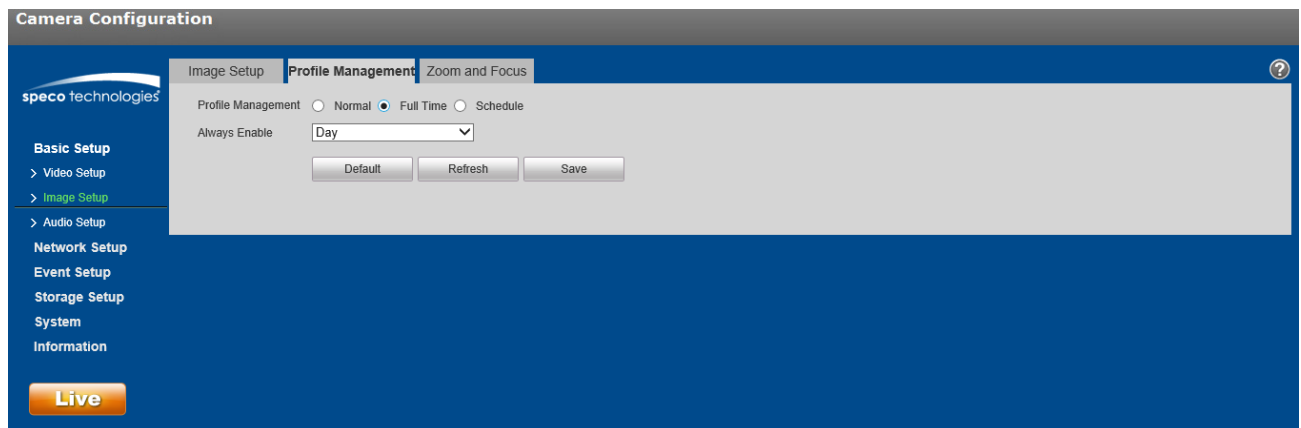 Camera Configuration
speco technologies
Image Setup Profile Management Zoom and Focus ?
Profile Management Normal Full Time Schedule
Always Enable Day
Default Refresh Save
Basic Setup
> Video Setup
> Image Setup
> Audio Setup
Network Setup
Event Setup
Storage Setup
System
Information
Live